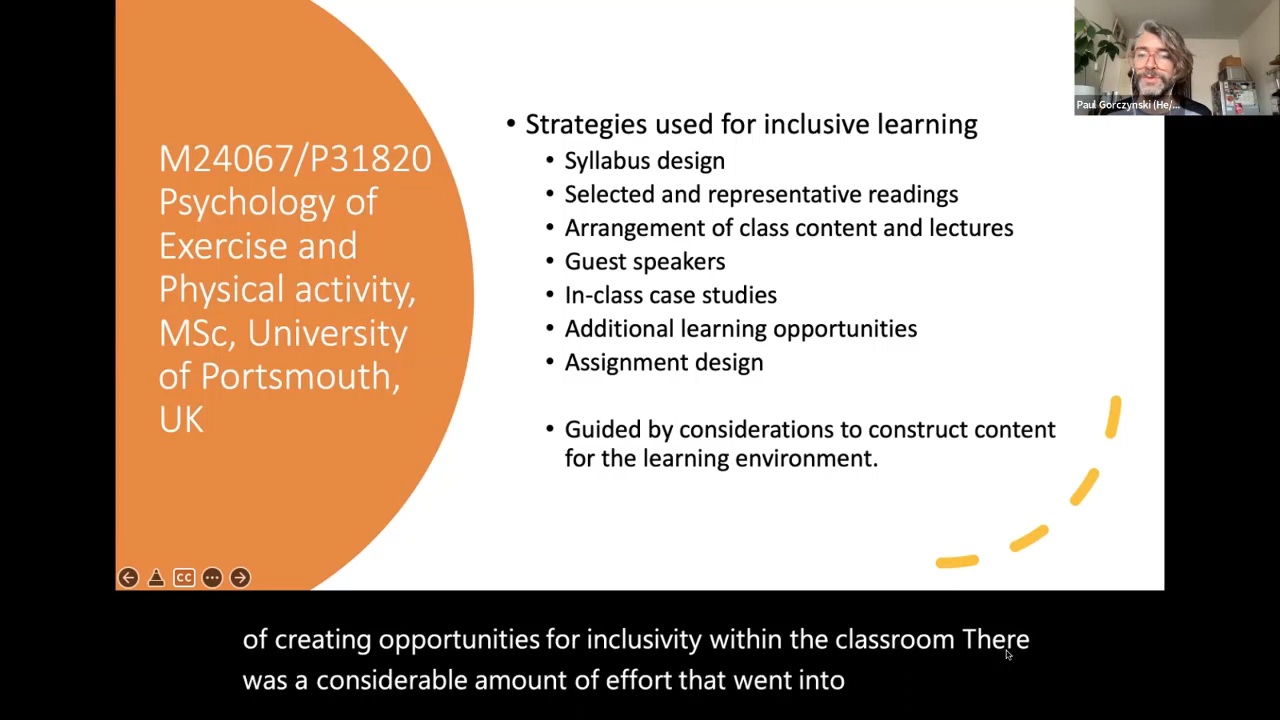 M24067/P31820
Psychology of
Exercise and
Physical activity,
MSc, University
of Portsmouth,
UK
• Strategies used for inclusive learning
• Syllabus design
• Selected and representative readings
• Arrangement of class content and lectures
• Guest speakers
• In-class case studies
• Additional learning opportunities
• Assignment design
• Guided by considerations to construct content
for the learning environment.
Paul Gorczynski (He/...
CC
of creating opportunities for inclusivity within the classroom There
was a considerable amount of effort that went into